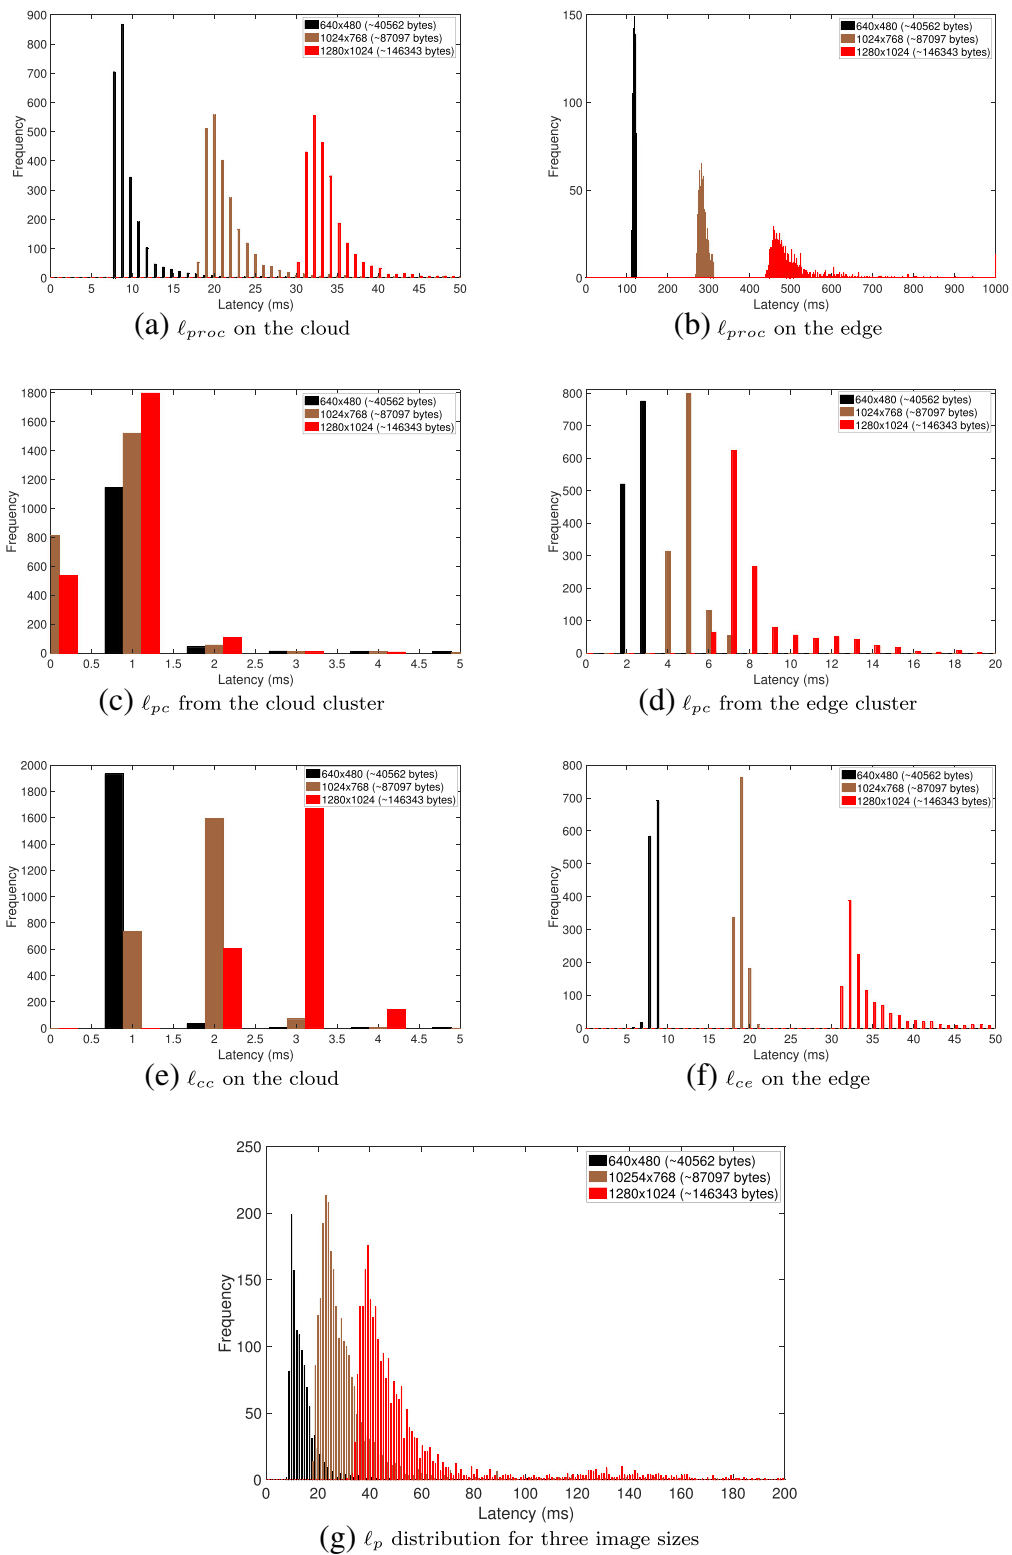 900
800
700
600
500
400
300
200
100
0
Frequency
0 5 10 15 20 25 30 35 40 45 50
Latency (ms)
640x480 (~40562 bytes)
1024x768 (~87097 bytes)
1280x1024 (~146343 bytes)
(a) ℓproc on the cloud
150
100
50
0
Frequency
0 100 200 300 400 500 600 700 800 900 1000
Latency (ms)
640x480 (~40562 bytes)
1024x768 (~87097 bytes)
1280x1024 (~146343 bytes)
(b) ℓproc on the edge
1800
1600
1400
1200
1000
800
600
400
200
0
Frequency
0 0.5 1 1.5 2 2.5 3 3.5 4 4.5 5
Latency (ms)
640x480 (~40562 bytes)
1024x768 (~87097 bytes)
1280x1024 (~146343 bytes)
(c) ℓpc from the cloud cluster
800
700
600
500
400
300
200
100
0
Frequency
0 2 4 6 8 10 12 14 16 18 20
Latency (ms)
640x480 (~40562 bytes)
1024x768 (~87097 bytes)
1280x1024 (~146343 bytes)
(d) ℓpc from the edge cluster
2000
1800
1600
1400
1200
1000
800
600
400
200
0
Frequency
0 0.5 1 1.5 2 2.5 3 3.5 4 4.5 5
Latency (ms)
640x480 (~40562 bytes)
1024x768 (~87097 bytes)
1280x1024 (~146343 bytes)
(e) ℓcc on the cloud
800
700
600
500
400
300
200
100
0
Frequency
0 5 10 15 20 25 30 35 40 45 50
Latency (ms)
640x480 (~40562 bytes)
1024x768 (~87097 bytes)
1280x1024 (~146343 bytes)
(f) ℓce on the edge
250
200
150
100
50
0
Frequency
0 20 40 60 80 100 120 140 160 180 200
Latency (ms)
640x480 (~40562 bytes)
10254x768 (~87097 bytes)
1280x1024 (~146343 bytes)
(g) ℓp distribution for three image sizes